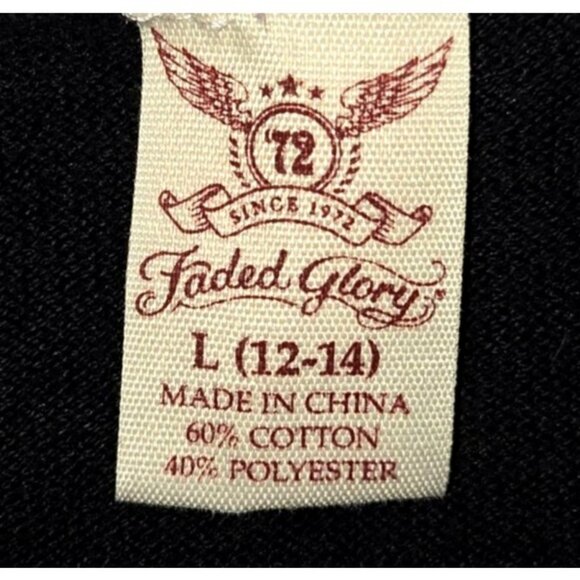 '72
SINCE 1972
Faded Glory®
L (12-14)
MADE IN CHINA
60% COTTON
40% POLYESTER